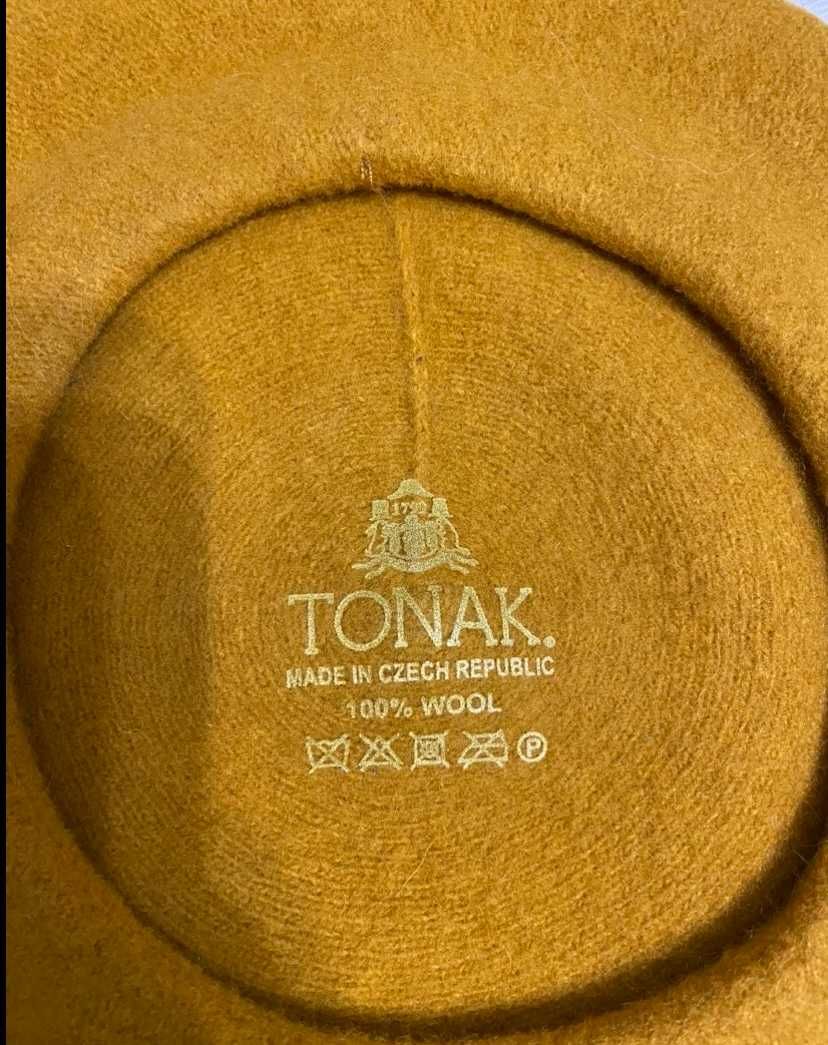 TONAK.
MADE IN CZECH REPUBLIC
100% WOOL
P